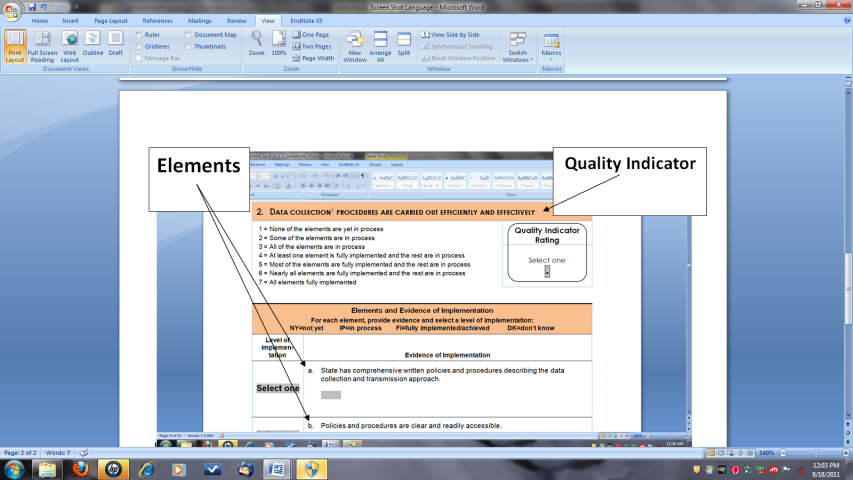 Screen Shot Language - Microsoft Word
Home Insert Page Layout References Mailings Review View EndNote X3
Print Layout
Full Screen Reading
Web Layout
Outline
Draft
Document Views
Ruler
Gridlines
Message Bar
Document Map
Thumbnails
Show/Hide
Zoom
100%
One Page
Two Pages
Page Width
Zoom
New Window
Arrange All
Split
View Side by Side
Synchronous Scrolling
Reset Window Position
Window
Switch Windows
Macros
Macros
Elements
Quality Indicator
Mailings Review View EndNote X3 Design Layout
Paragraph
2. DATA COLLECTION¹ PROCEDURES ARE CARRIED OUT EFFICIENTLY AND EFFECTIVELY
1 = None of the elements are yet in process
2 = Some of the elements are in process
3 = All of the elements are in process
4 = At least one element is fully implemented and the rest are in process
5 = Most of the elements are fully implemented and the rest are in process
6 = Nearly all elements are fully implemented and the rest are in process
7 = All elements fully implemented
Quality Indicator
Rating
Select one
Elements and Evidence of Implementation
For each element, provide evidence and select a level of implementation:
NY=not yet IP=in process FI=fully implemented/achieved DK=don't know
Level of
implemen-
tation
Evidence of Implementation
Select one
a. State has comprehensive written policies and procedures describing the data
collection and transmission approach.
b. Policies and procedures are clear and readily accessible.
Page: 2 of 2 Words: 7
140%
12:03 PM
9/18/2011